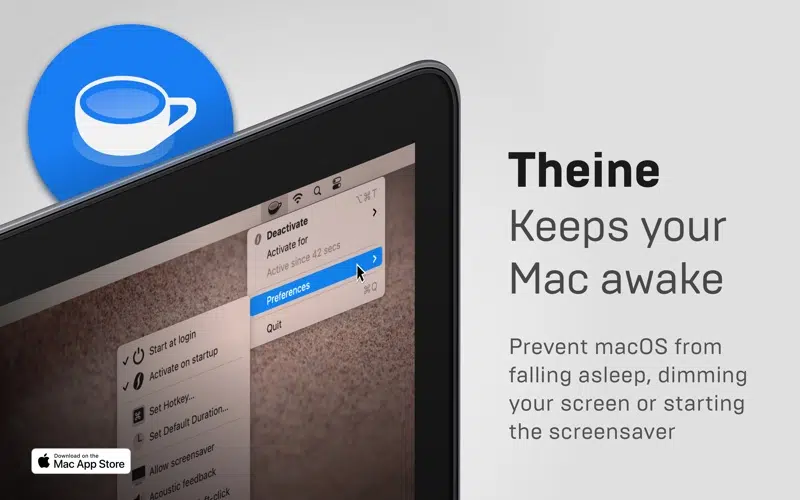 Theine
Keeps your
Mac awake
Prevent macOS from
falling asleep, dimming
your screen or starting
the screensaver
⌥⌘T
Deactivate
Activate for
Active since 42 secs
Preferences
⌘Q
Quit
Start at login
Activate on startup
Set Hotkey...
Set Default Duration...
Allow screensaver
Acoustic feedback
left-click
Download on the
Mac App Store